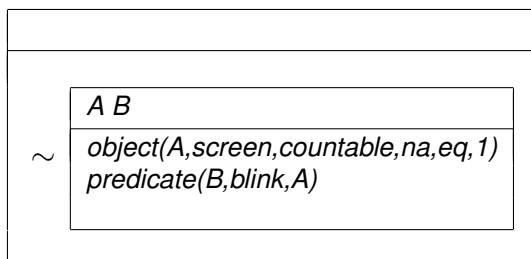 A B
∼
object(A,screen,countable,na,eq,1)
predicate(B,blink,A)